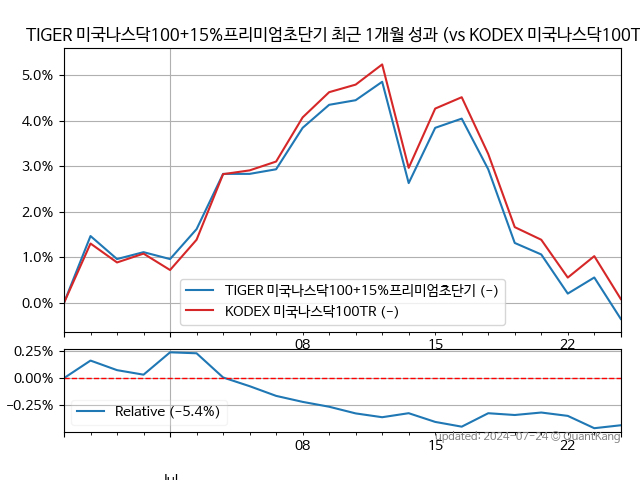 TIGER 미국나스닥100+15%프리미엄초단기 최근 1개월 성과 (vs KODEX 미국나스닥100T
5.0%
4.0%
3.0%
2.0%
1.0%
0.0%
TIGER 미국나스닥100+15%프리미엄초단기 (-)
KODEX 미국나스닥100TR (-)
08
15
22
0.25%
0.00%
-0.25%
Relative (-5.4%)
updated: 2024-07-24 © QuantKang
08
15
22
Jul